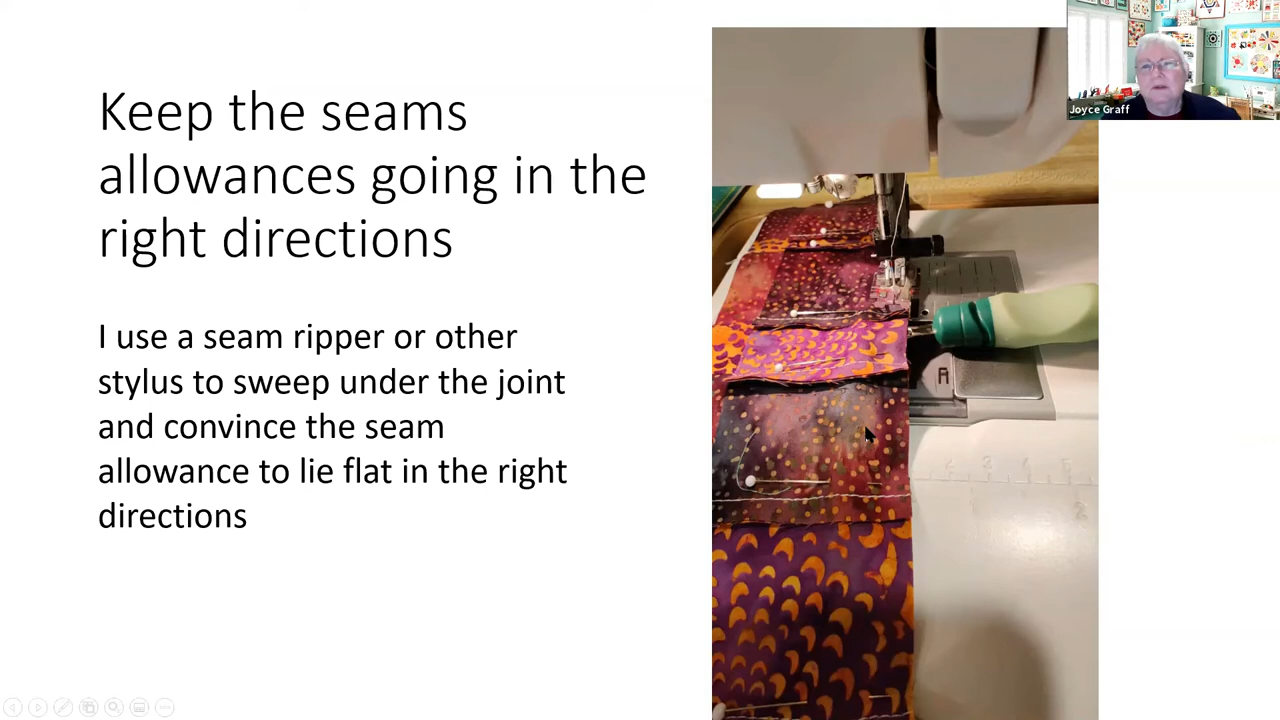 Keep the seams
allowances going in the
right directions
I use a seam ripper or other
stylus to sweep under the joint
and convince the seam
allowance to lie flat in the right
directions
Joyce Graff